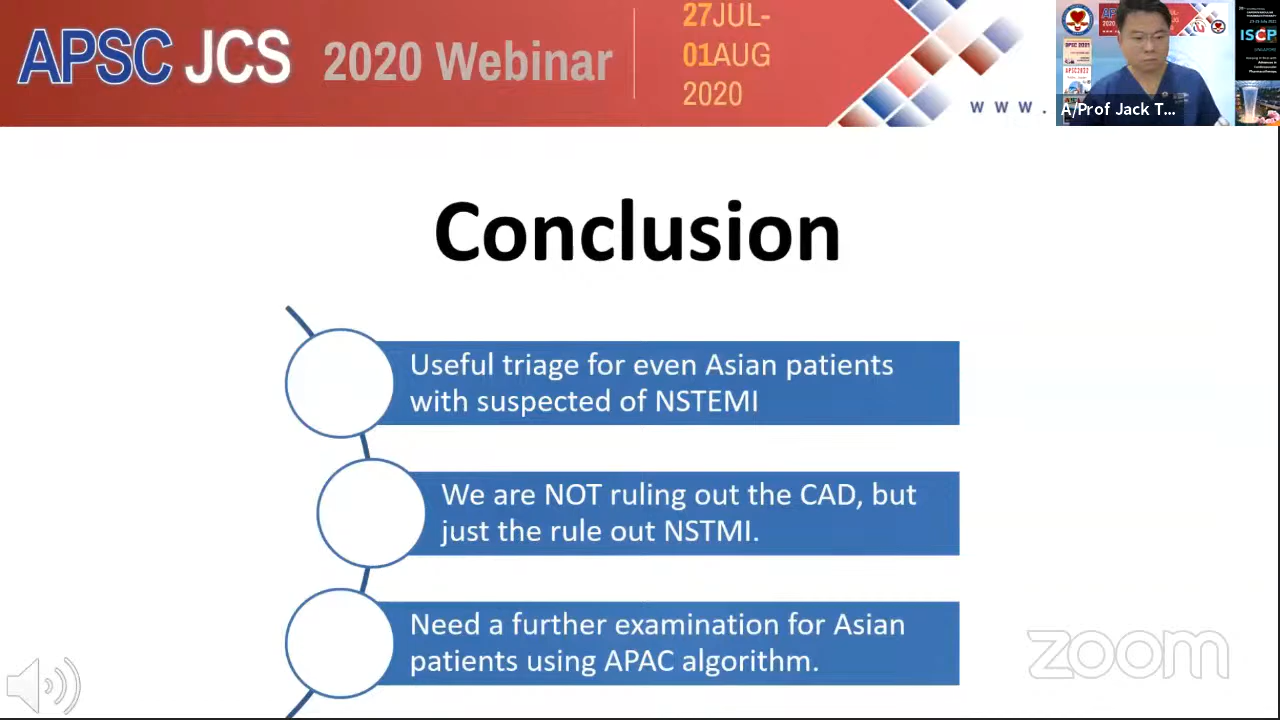 APSC JCS 2020 Webinar
27JUL-
01AUG
2020
www.
A/Prof Jack T...
ISCP
Conclusion
Useful triage for even Asian patients
with suspected of NSTEMI
We are NOT ruling out the CAD, but
just the rule out NSTMI.
Need a further examination for Asian
patients using APAC algorithm.
zoom